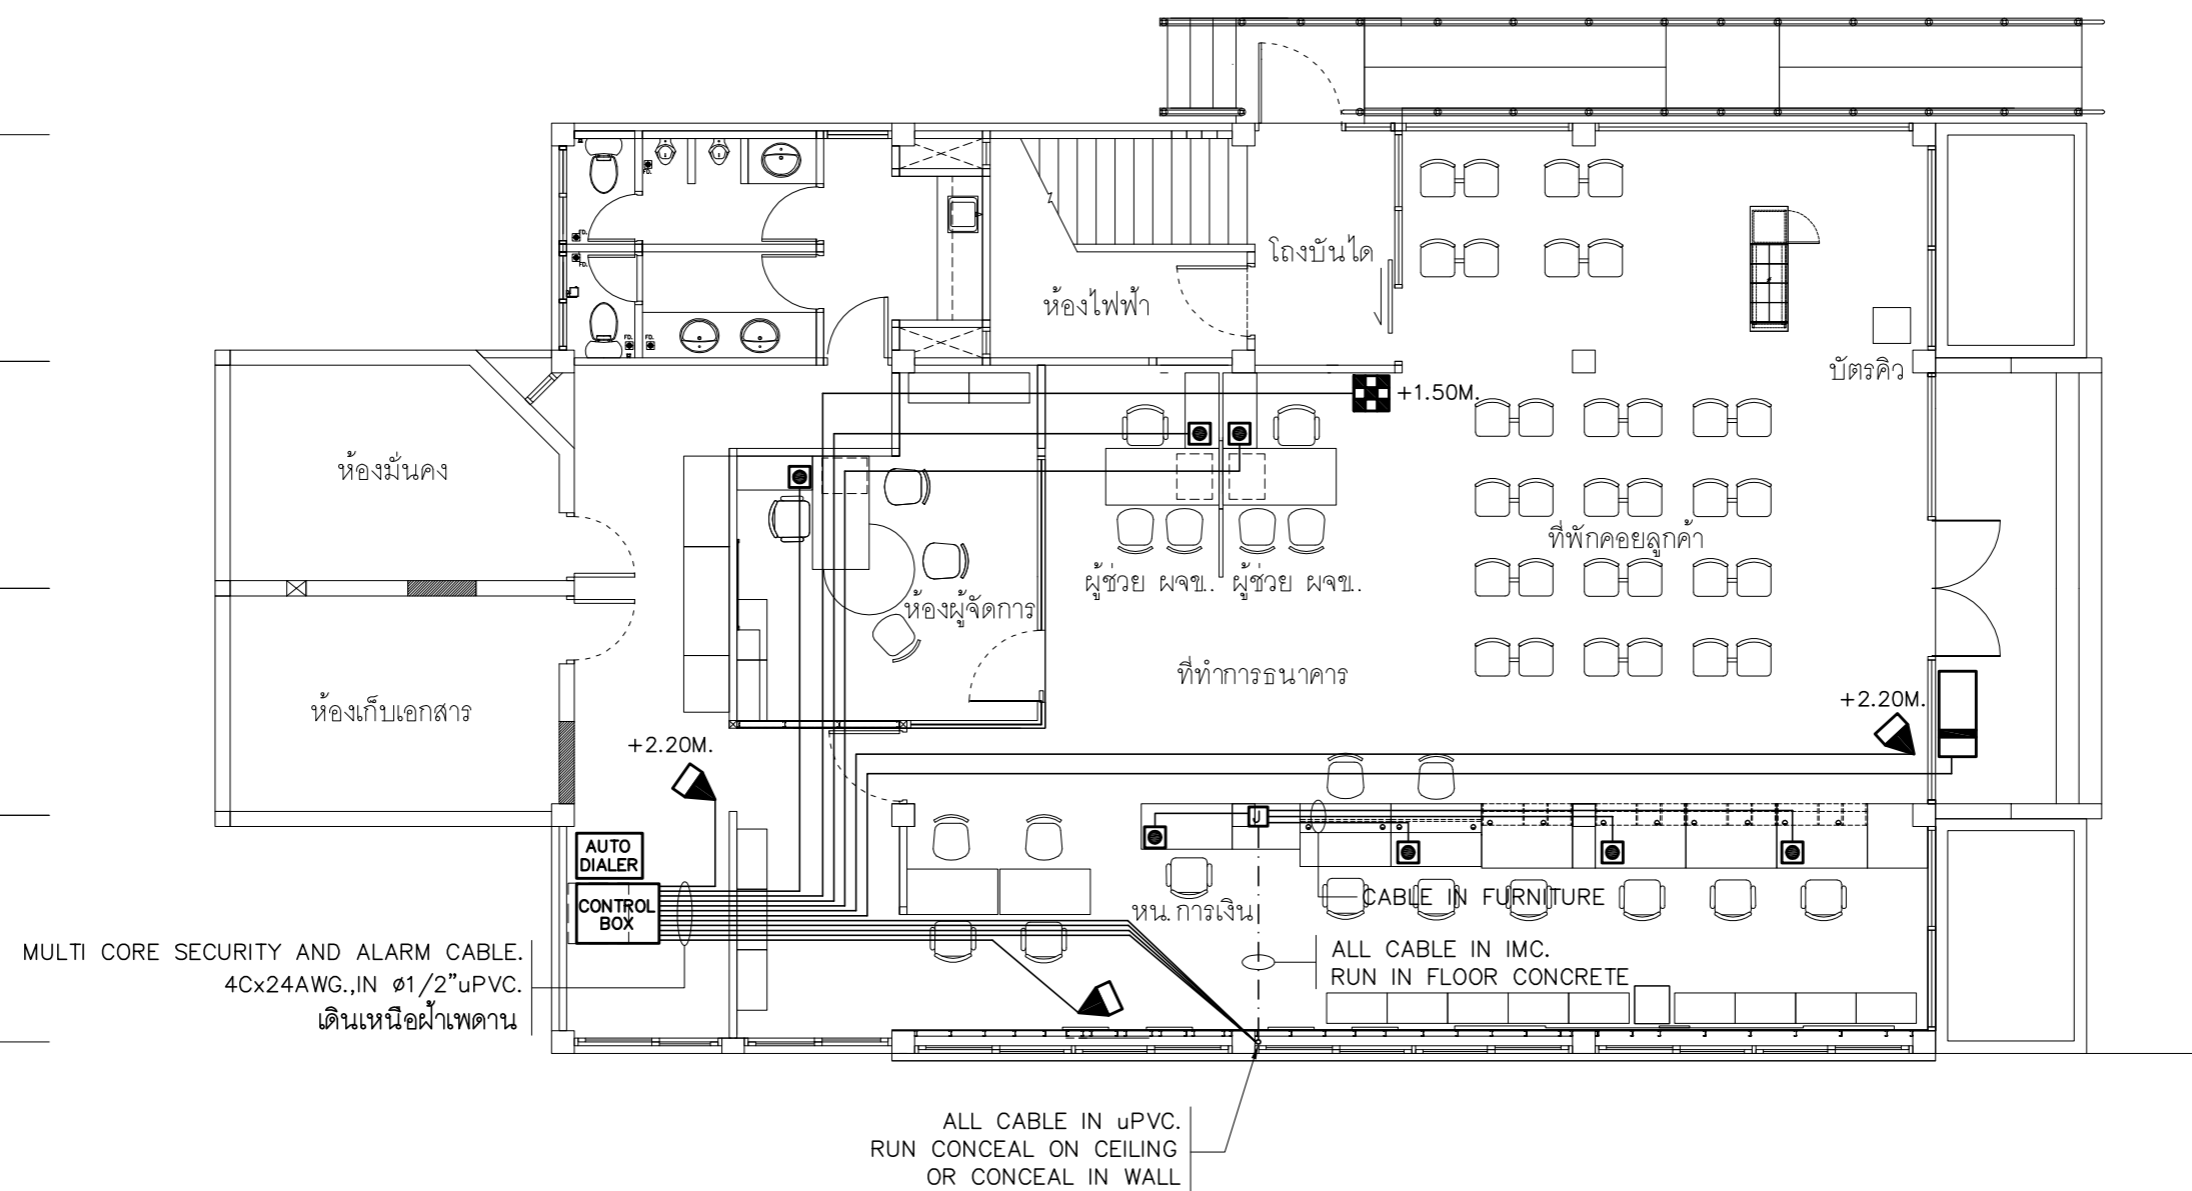 โถงบันได
ห้องไฟฟ้า
บัตรคิว
+1.50M.
ห้องมั่นคง
ที่พักคอยลูกค้า
ผู้ช่วย ผจข..
ผู้ช่วย ผจข..
ห้องผู้จัดการ
ที่ทำการธนาคาร
ห้องเก็บเอกสาร
+2.20M.
+2.20M.
J
AUTO
DIALER
CONTROL
BOX
CABLE IN FURNITURE
หน.การเงิน
MULTI CORE SECURITY AND ALARM CABLE.
4Cx24AWG.,IN ø1/2"uPVC.
เดินเหนือฝ้าเพดาน
ALL CABLE IN IMC.
RUN IN FLOOR CONCRETE
ALL CABLE IN uPVC.
RUN CONCEAL ON CEILING
OR CONCEAL IN WALL
FD.
FD.
FD.
FD.
FD.